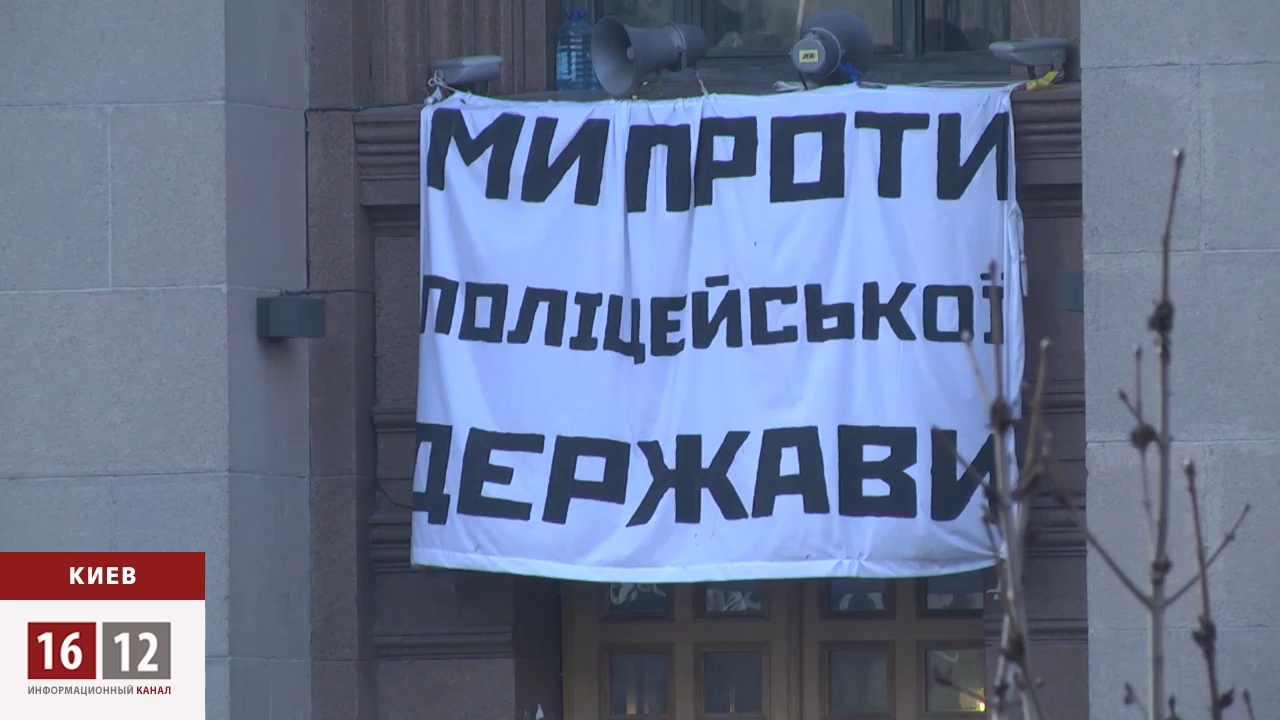 МИ ПРОТИ
ПОЛІЦЕЙСЬКОЇ
ДЕРЖАВИ
КИЕВ
16 12
ИНФОРМАЦИОННЫЙ КАНАЛ